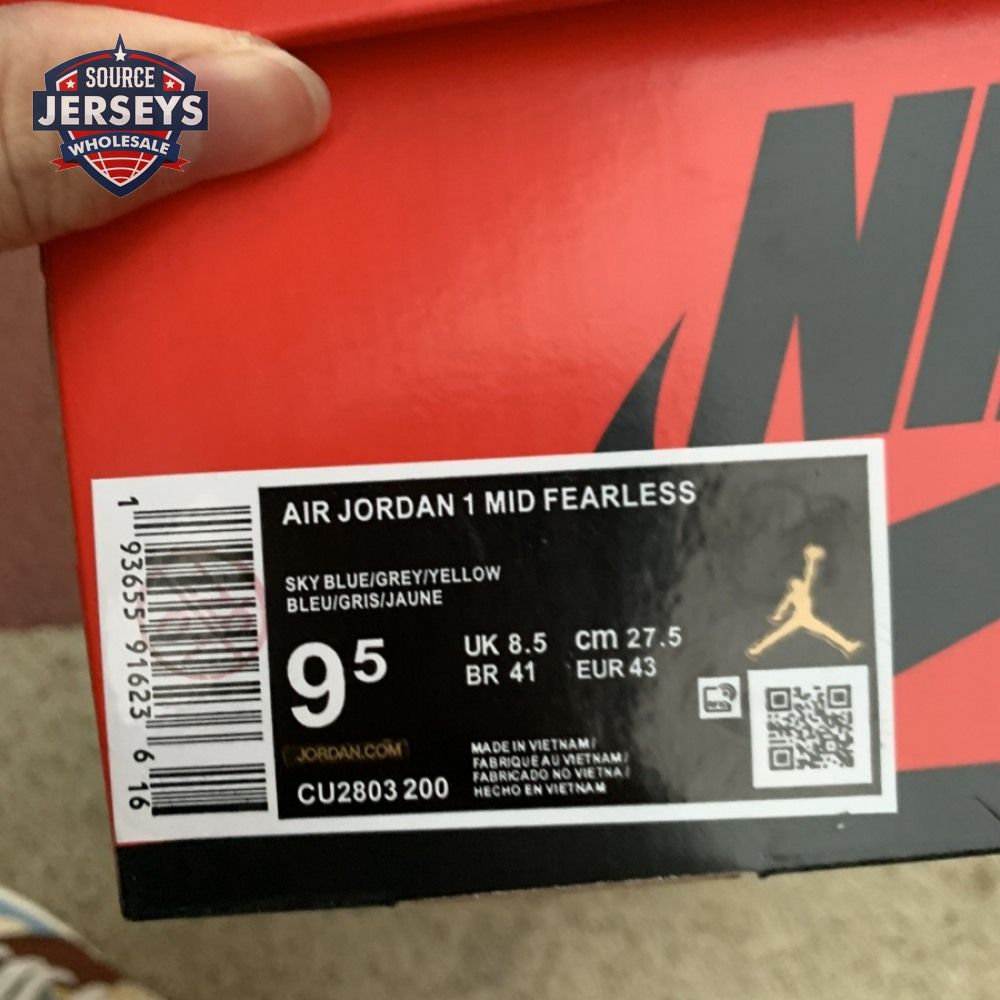 SOURCE
JERSEYS
WHOLESALE
AIR JORDAN 1 MID FEARLESS
SKY BLUE/GREY/YELLOW
BLEU/GRIS/JAUNE
9 5
UK 8.5 cm 27.5
BR 41 EUR 43
JORDAN.COM
MADE IN VIETNAM/
FABRIQUE AU VIETNAM/
FABRICADO NO VIETNA/
HECHO EN VIETNAM
CU2803 200
1 93655 91623 6 16